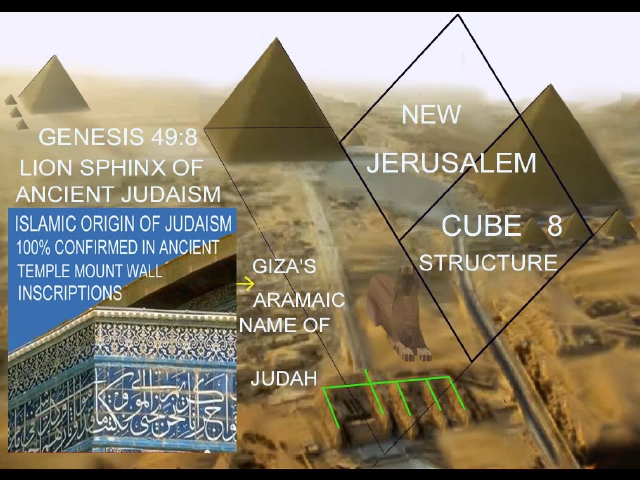 GENESIS 49:8
LION SPHINX OF
ANCIENT JUDAISM
ISLAMIC ORIGIN OF JUDAISM
100% CONFIRMED IN ANCIENT
TEMPLE MOUNT WALL
INSCRIPTIONS
GIZA'S
ARAMAIC
NAME OF
JUDAH
NEW
JERUSALEM
CUBE 8
STRUCTURE